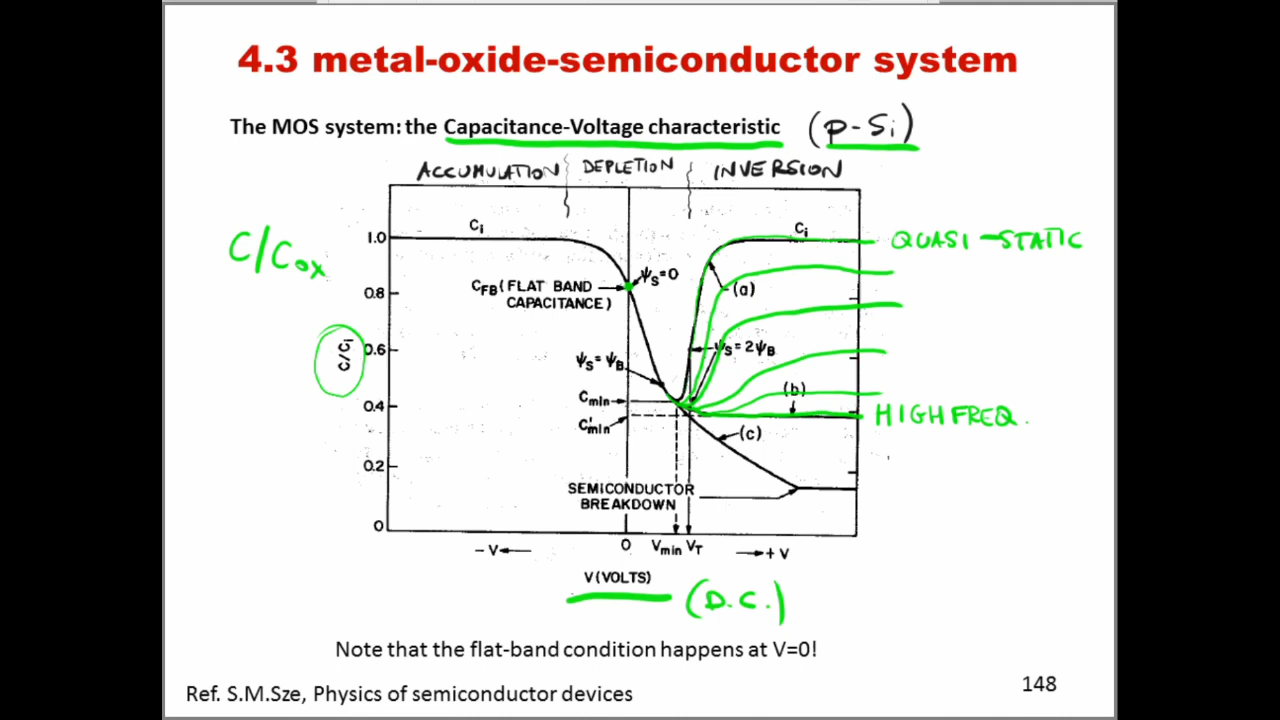 4.3 metal-oxide-semiconductor system
The MOS system: the Capacitance-Voltage characteristic (p-Si)
ACCUMULATION DEPLETION INVERSION
C/Cox
Ci
Ci
QUASI-STATIC
1.0
CFB (FLAT BAND CAPACITANCE)
ψS=0
(a)
0.8
C/Ci
0.6
ψS=ψB
ψS=2ψB
Cmin
(b)
0.4
C'min
HIGH FREQ.
(c)
0.2
SEMICONDUCTOR
BREAKDOWN
0
-V
0
Vmin
VT
+V
V (VOLTS)
(D.C.)
Note that the flat-band condition happens at V=0!
Ref. S.M.Sze, Physics of semiconductor devices
148